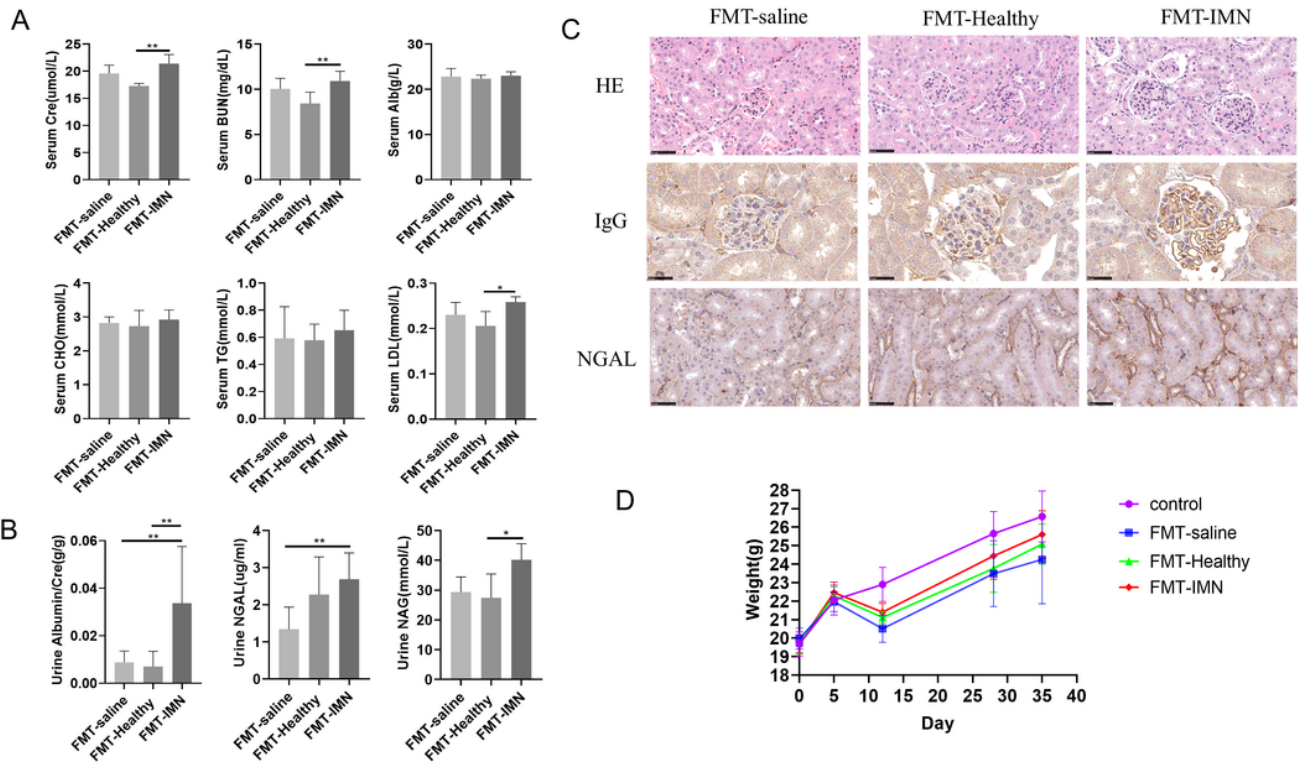 A
Serum Cre(umol/L)
25
20
15
10
5
0
**
FMT-saline
FMT-Healthy
FMT-IMN
Serum BUN(mg/dL)
15
10
5
0
**
FMT-saline
FMT-Healthy
FMT-IMN
Serum Alb(g/L)
30
20
10
0
FMT-saline
FMT-Healthy
FMT-IMN
Serum CHO(mmol/L)
4
3
2
1
0
FMT-saline
FMT-Healthy
FMT-IMN
Serum TG(mmol/L)
1.0
0.8
0.6
0.4
0.2
0.0
FMT-saline
FMT-Healthy
FMT-IMN
Serum LDL(mmol/L)
0.3
0.2
0.1
0.0
*
FMT-saline
FMT-Healthy
FMT-IMN
B
Urine Albumin/Cre(g/g)
0.06
0.04
0.02
0.00
**
**
FMT-saline
FMT-Healthy
FMT-IMN
Urine NGAL(ug/ml)
4
3
2
1
0
**
FMT-saline
FMT-Healthy
FMT-IMN
Urine NAG(mmol/L)
50
40
30
20
10
0
*
FMT-saline
FMT-Healthy
FMT-IMN
C
FMT-saline
FMT-Healthy
FMT-IMN
HE
IgG
NGAL
D
Weight(g)
28
27
26
25
24
23
22
21
20
19
18
0
5
10
15
20
25
30
35
40
Day
control
FMT-saline
FMT-Healthy
FMT-IMN